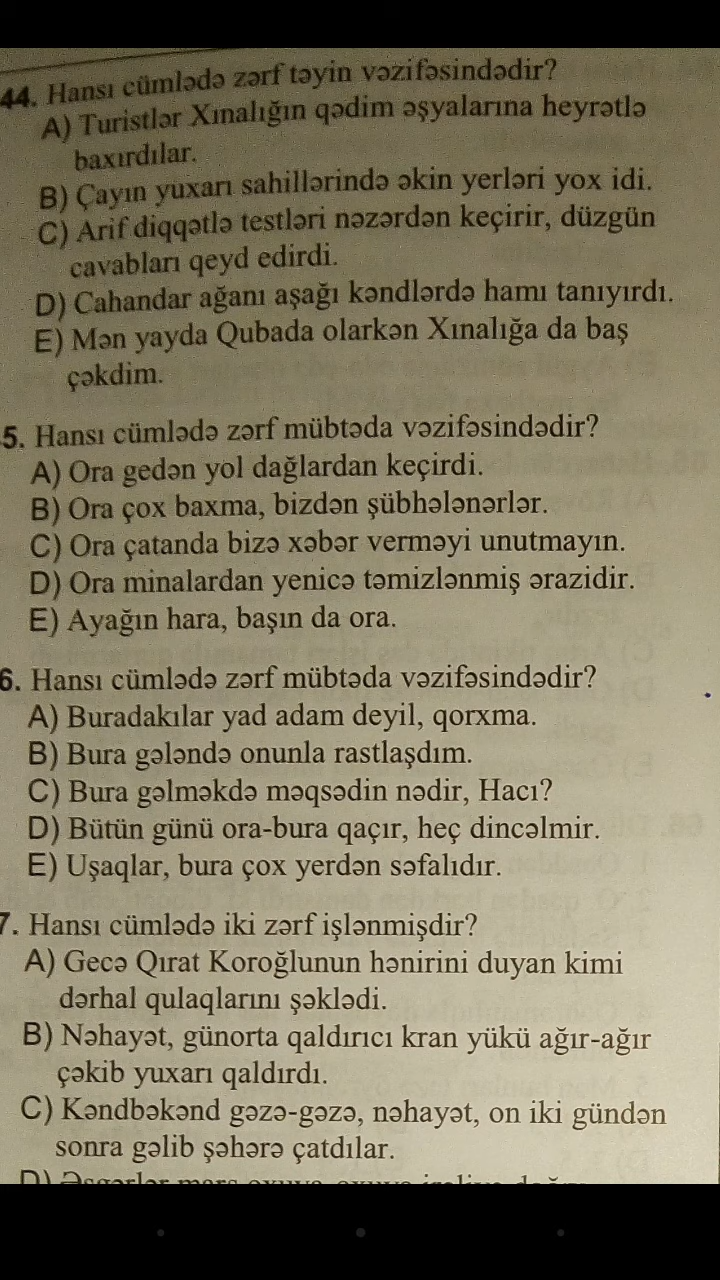 44. Hansı cümlədə zərf təyin vəzifəsindədir?
A) Turistlər Xınalığın qədim əşyalarına heyrətlə
baxırdılar.
B) Çayın yuxarı sahillərində əkin yerləri yox idi.
C) Arif diqqətlə testləri nəzərdən keçirir, düzgün
cavabları qeyd edirdi.
D) Cahandar ağanı aşağı kəndlərdə hamı tanıyırdı.
E) Mən yayda Qubada olarkən Xınalığa da baş
çəkdim.
5. Hansı cümlədə zərf mübtəda vəzifəsindədir?
A) Ora gedən yol dağlardan keçirdi.
B) Ora çox baxma, bizdən şübhələnərlər.
C) Ora çatanda bizə xəbər verməyi unutmayın.
D) Ora minalardan yenicə təmizlənmiş ərazidir.
E) Ayağın hara, başın da ora.
6. Hansı cümlədə zərf mübtəda vəzifəsindədir?
A) Buradakılar yad adam deyil, qorxma.
B) Bura gələndə onunla rastlaşdım.
C) Bura gəlməkdə məqsədin nədir, Hacı?
D) Bütün günü ora-bura qaçır, heç dincəlmir.
E) Uşaqlar, bura çox yerdən səfalıdır.
7. Hansı cümlədə iki zərf işlənmişdir?
A) Gecə Qırat Koroğlunun hənirini duyan kimi
dərhal qulaqlarını şəklədi.
B) Nəhayət, günorta qaldırıcı kran yükü ağır-ağır
çəkib yuxarı qaldırdı.
C) Kəndbəkənd gəzə-gəzə, nəhayət, on iki gündən
sonra gəlib şəhərə çatdılar.
D) Əsgərlər